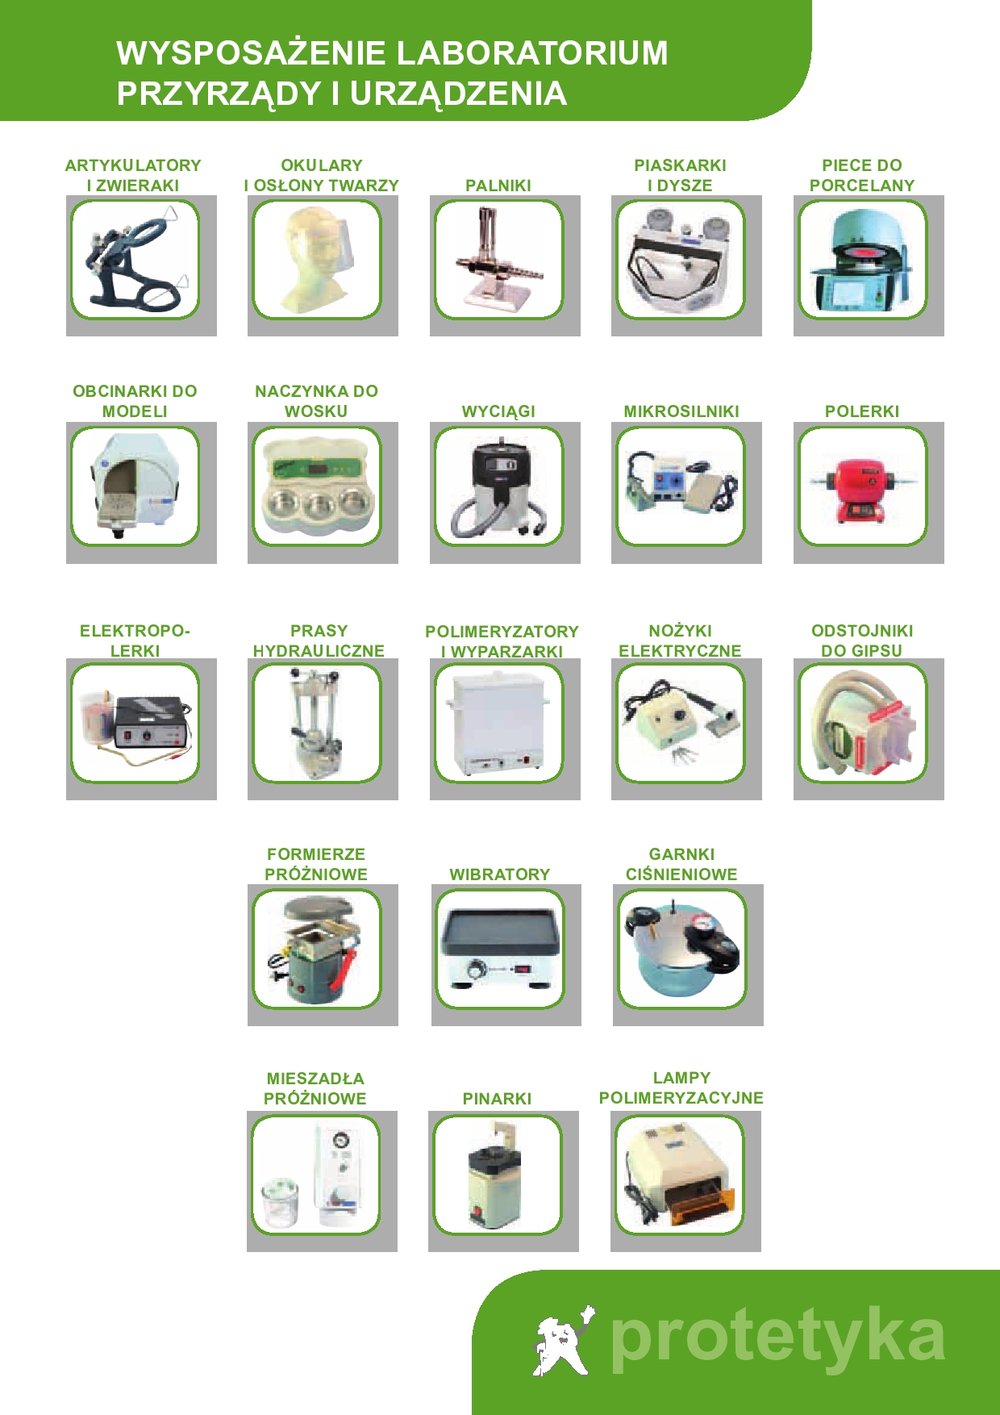 WYSPOSAŻENIE LABORATORIUM
PRZYRZĄDY I URZĄDZENIA
ARTYKULATORY
I ZWIERAKI
OKULARY
I OSŁONY TWARZY
PALNIKI
PIASKARKI
I DYSZE
PIECE DO
PORCELANY
OBCINARKI DO
MODELI
NACZYNKA DO
WOSKU
WYCIĄGI
MIKROSILNIKI
POLERKI
ELEKTROPO-
LERKI
PRASY
HYDRAULICZNE
POLIMERYZATORY
I WYPARZARKI
NOŻYKI
ELEKTRYCZNE
ODSTOJNIKI
DO GIPSU
FORMIERZE
PRÓŻNIOWE
WIBRATORY
GARNKI
CIŚNIENIOWE
MIESZADŁA
PRÓŻNIOWE
PINARKI
LAMPY
POLIMERYZACYJNE
protetyka